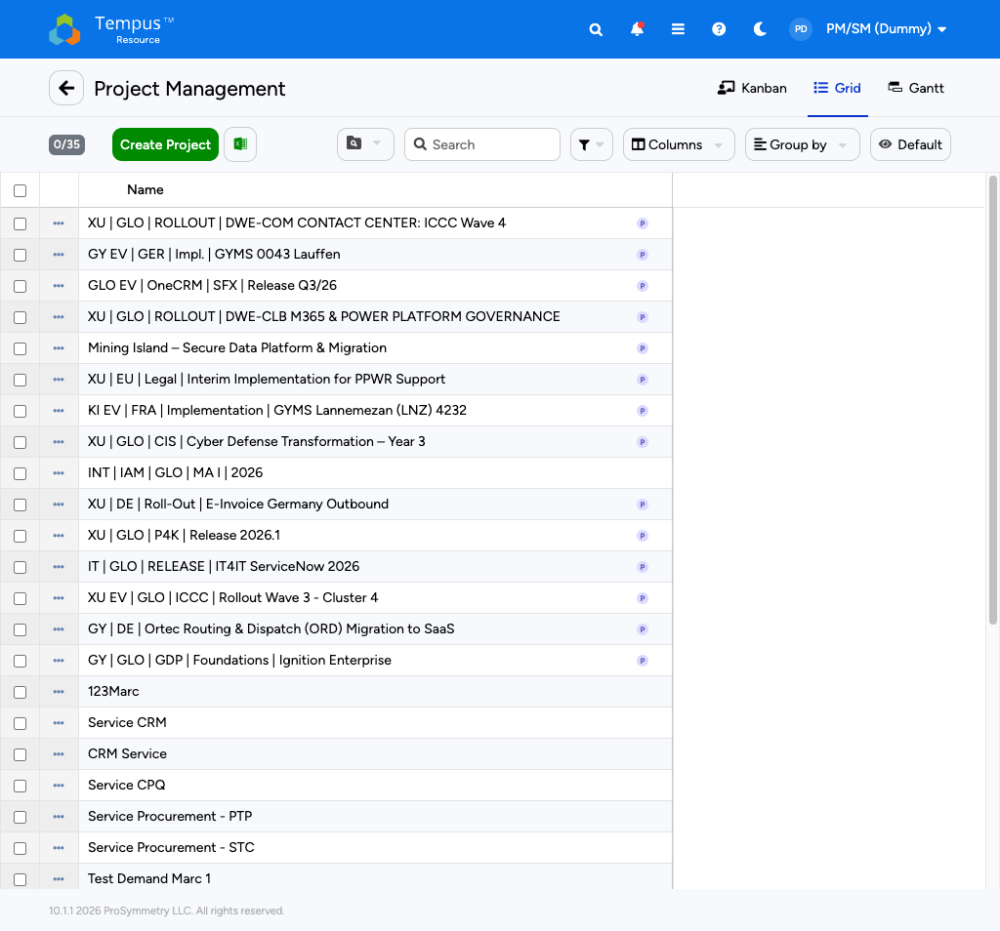 Tempus™
Resource
PD
PM/SM (Dummy)
Project Management
Kanban
Grid
Gantt
0/35
Create Project
Search
Columns
Group by
Default
Name
XU | GLO | ROLLOUT | DWE-COM CONTACT CENTER: ICCC Wave 4 P
GY EV | GER | Impl. | GYMS 0043 Lauffen P
GLO EV | OneCRM | SFX | Release Q3/26 P
XU | GLO | ROLLOUT | DWE-CLB M365 & POWER PLATFORM GOVERNANCE P
Mining Island – Secure Data Platform & Migration P
XU | EU | Legal | Interim Implementation for PPWR Support P
KI EV | FRA | Implementation | GYMS Lannemezan (LNZ) 4232 P
XU | GLO | CIS | Cyber Defense Transformation – Year 3 P
INT | IAM | GLO | MA I | 2026
XU | DE | Roll-Out | E-Invoice Germany Outbound P
XU | GLO | P4K | Release 2026.1 P
IT | GLO | RELEASE | IT4IT ServiceNow 2026 P
XU EV | GLO | ICCC | Rollout Wave 3 - Cluster 4 P
GY | DE | Ortec Routing & Dispatch (ORD) Migration to SaaS P
GY | GLO | GDP | Foundations | Ignition Enterprise P
123Marc
Service CRM
CRM Service
Service CPQ
Service Procurement - PTP
Service Procurement - STC
Test Demand Marc 1
10.1.1 2026 ProSymmetry LLC. All rights reserved.